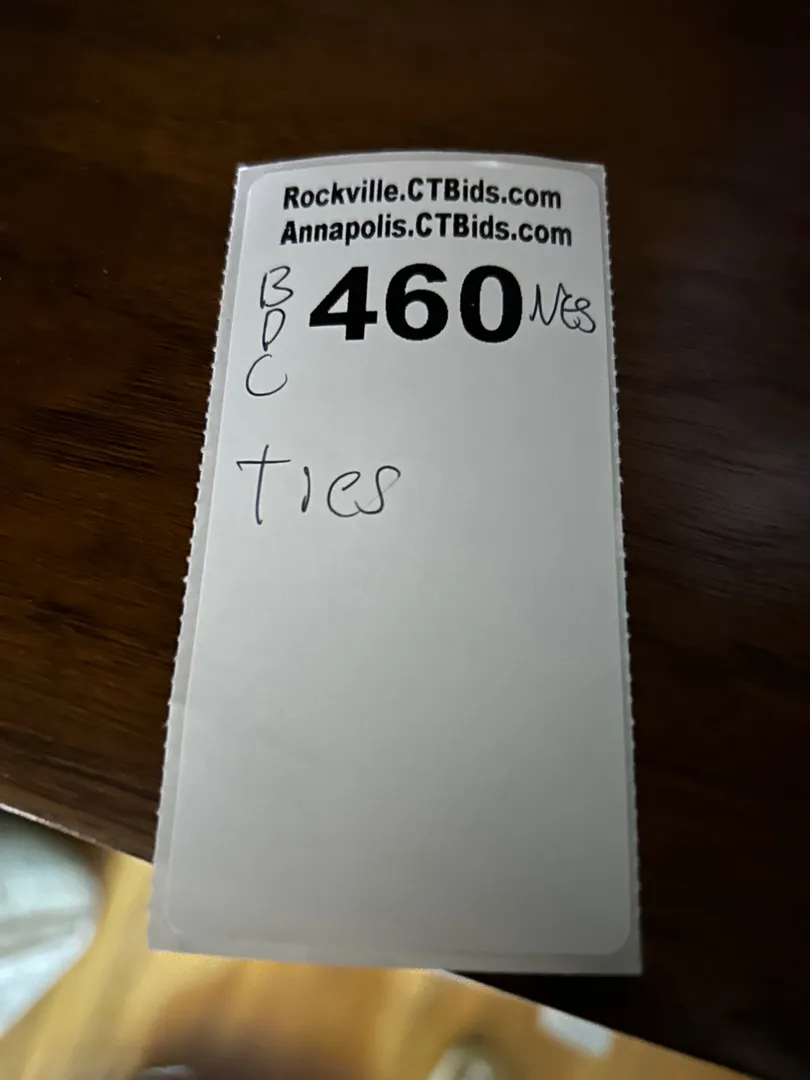 Rockville.CTBids.com
Annapolis.CTBids.com
B 460 NES
D
C
Ties